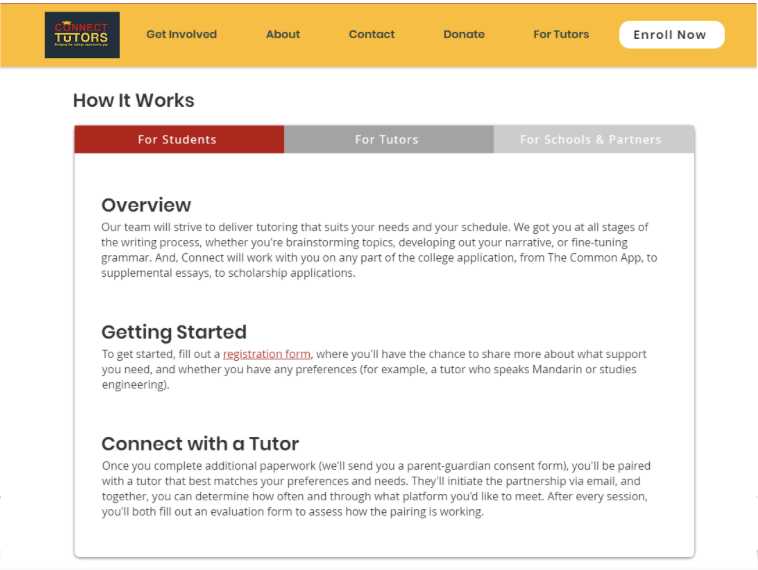 CONNECT
TUTORS
Bridging the college opportunity gap
Get Involved
About
Contact
Donate
For Tutors
Enroll Now
How It Works
For Students
For Tutors
For Schools & Partners
Overview
Our team will strive to deliver tutoring that suits your needs and your schedule. We got you at all stages of
the writing process, whether you're brainstorming topics, developing out your narrative, or fine-tuning
grammar. And, Connect will work with you on any part of the college application, from The Common App, to
supplemental essays, to scholarship applications.
Getting Started
To get started, fill out a registration form, where you'll have the chance to share more about what support
you need, and whether you have any preferences (for example, a tutor who speaks Mandarin or studies
engineering).
Connect with a Tutor
Once you complete additional paperwork (we'll send you a parent-guardian consent form), you'll be paired
with a tutor that best matches your preferences and needs. They'll initiate the partnership via email, and
together, you can determine how often and through what platform you'd like to meet. After every session,
you'll both fill out an evaluation form to assess how the pairing is working.